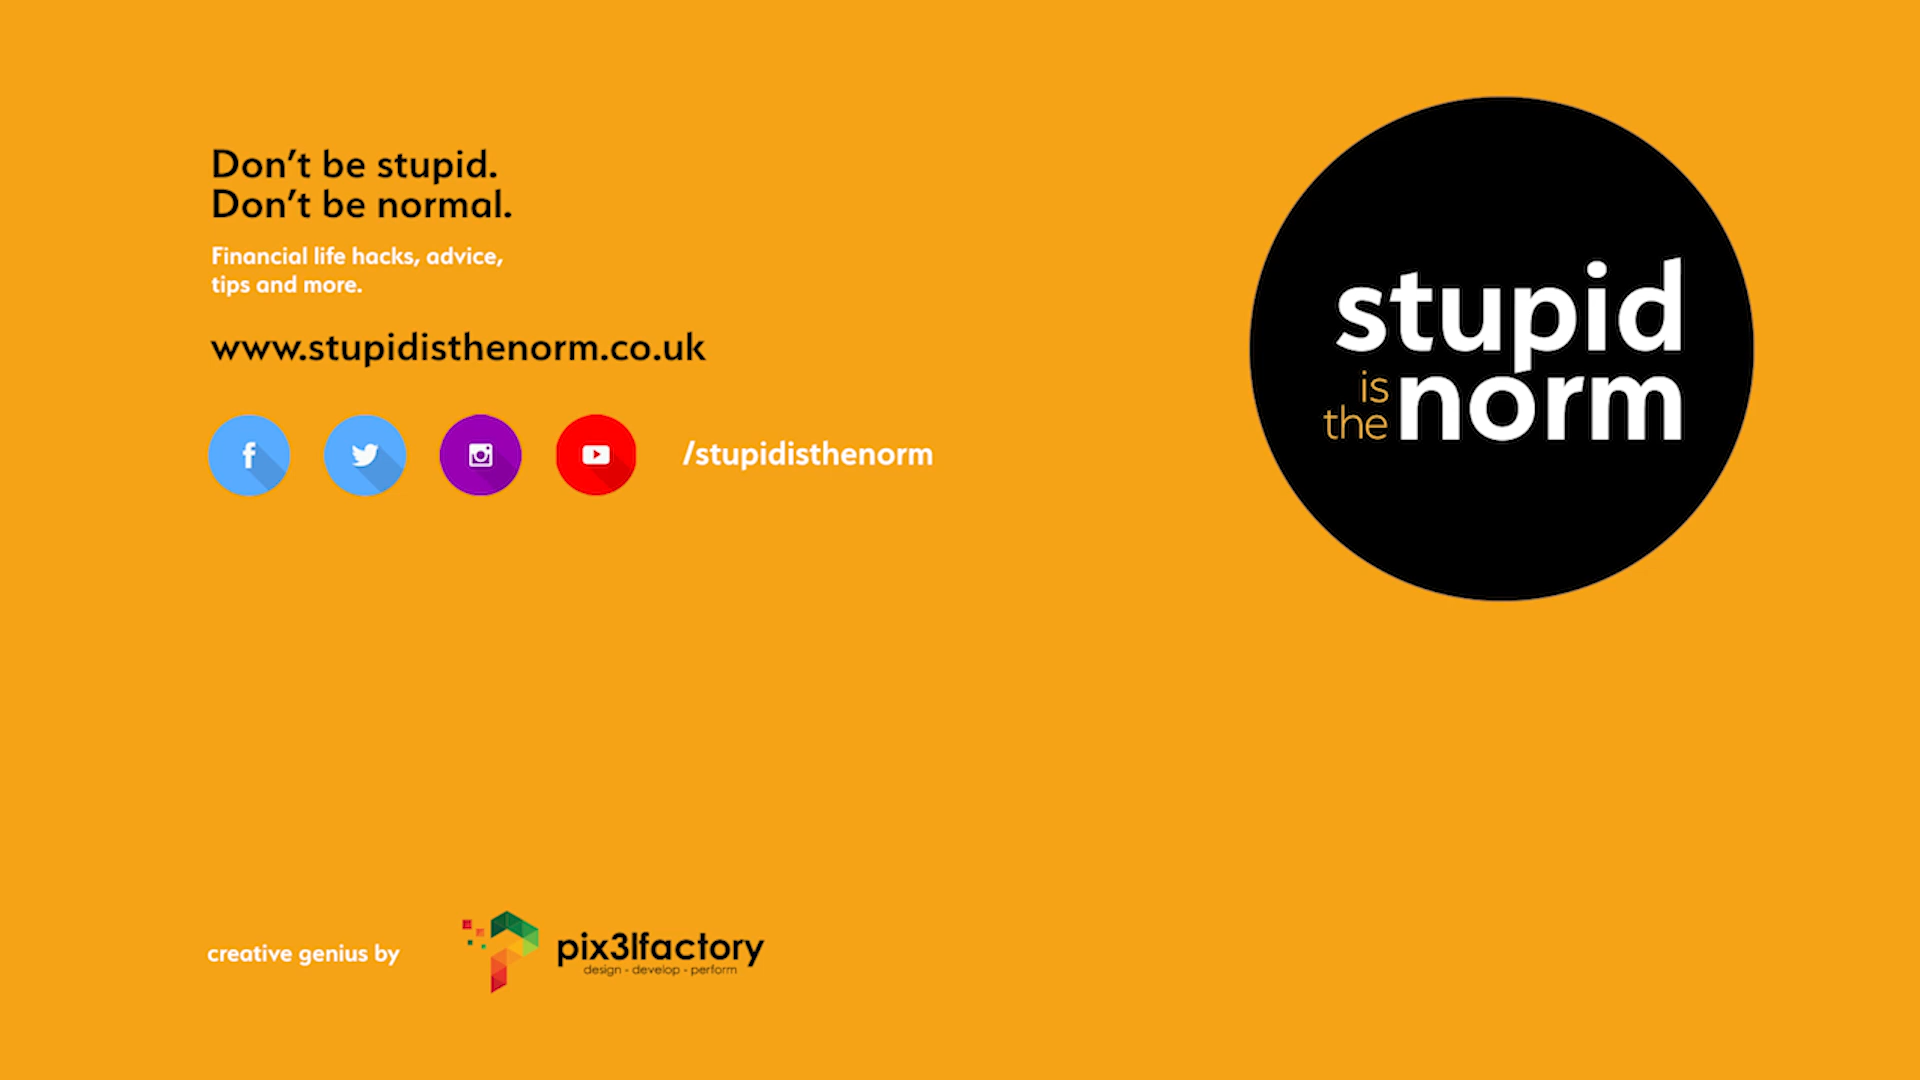 Don’t be stupid.
Don’t be normal.
Financial life hacks, advice,
tips and more.
www.stupidisthenorm.co.uk
/stupidisthenorm
stupid
is
the norm
creative genius by
pix3lfactory
design - develop - perform